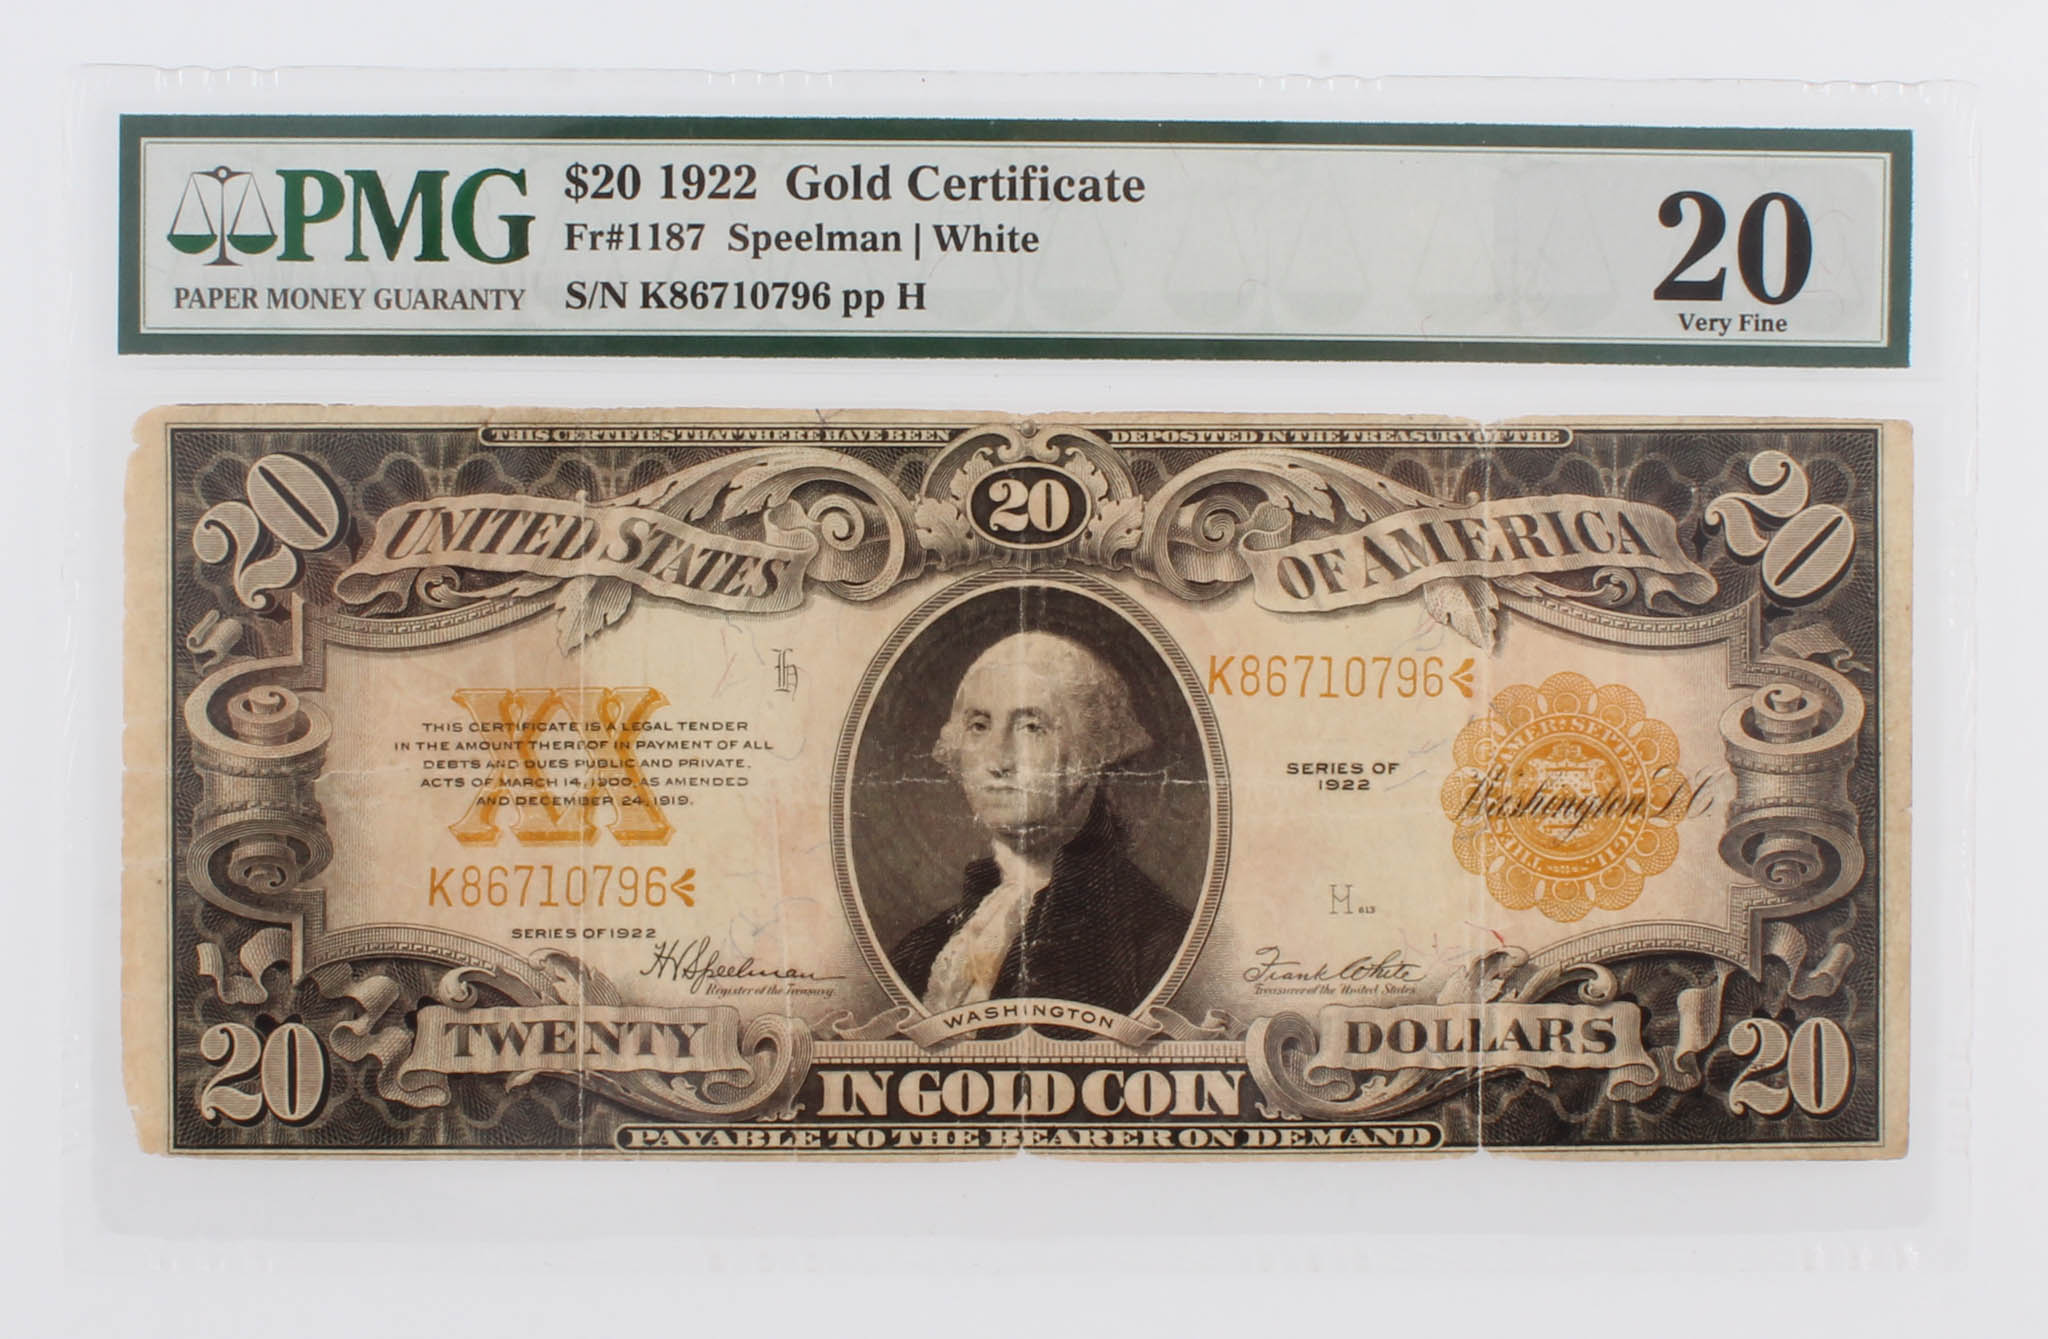 PMG
PAPER MONEY GUARANTY
$20 1922 Gold Certificate
Fr#1187 Speelman | White
S/N K86710796 pp H
20
Very Fine
THIS CERTIFIES THAT THERE HAVE BEEN
DEPOSITED IN THE TREASURY OF THE
20
20
20
UNITED STATES
OF AMERICA
H
K86710796
XX
THIS CERTIFICATE IS A LEGAL TENDER
IN THE AMOUNT THEREOF IN PAYMENT OF ALL
DEBTS AND DUES PUBLIC AND PRIVATE.
ACTS OF MARCH 14, 1900, AS AMENDED
AND DECEMBER 24, 1919.
SERIES OF
1922
Washington, D.C.
K86710796
H 613
SERIES OF 1922
H V Speelman
Register of the Treasury.
Frank White
Treasurer of the United States.
WASHINGTON
20
TWENTY
DOLLARS
20
IN GOLD COIN
PAYABLE TO THE BEARER ON DEMAND